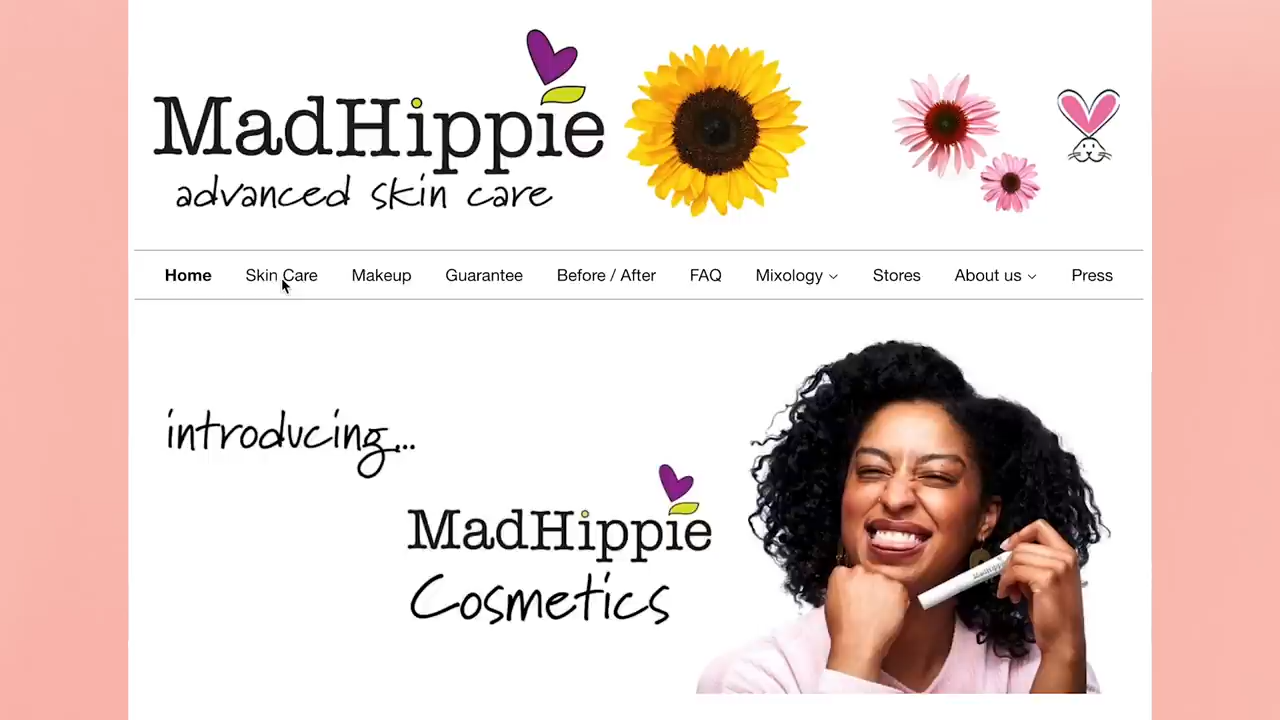 MadHippie
advanced skin care
Home Skin Care Makeup Guarantee Before / After FAQ Mixology Stores About us Press
introducing...
MadHippie
Cosmetics
MadHippie